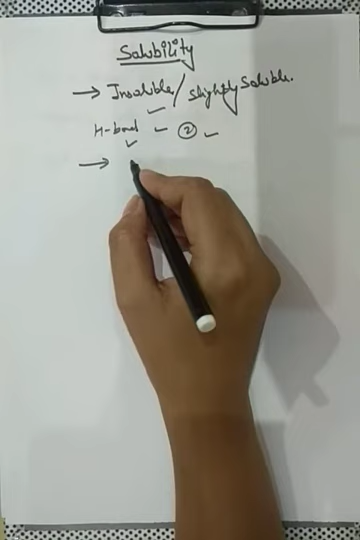 Solubility
→ Insoluble / Slightly Soluble.
H-bond - ②
→